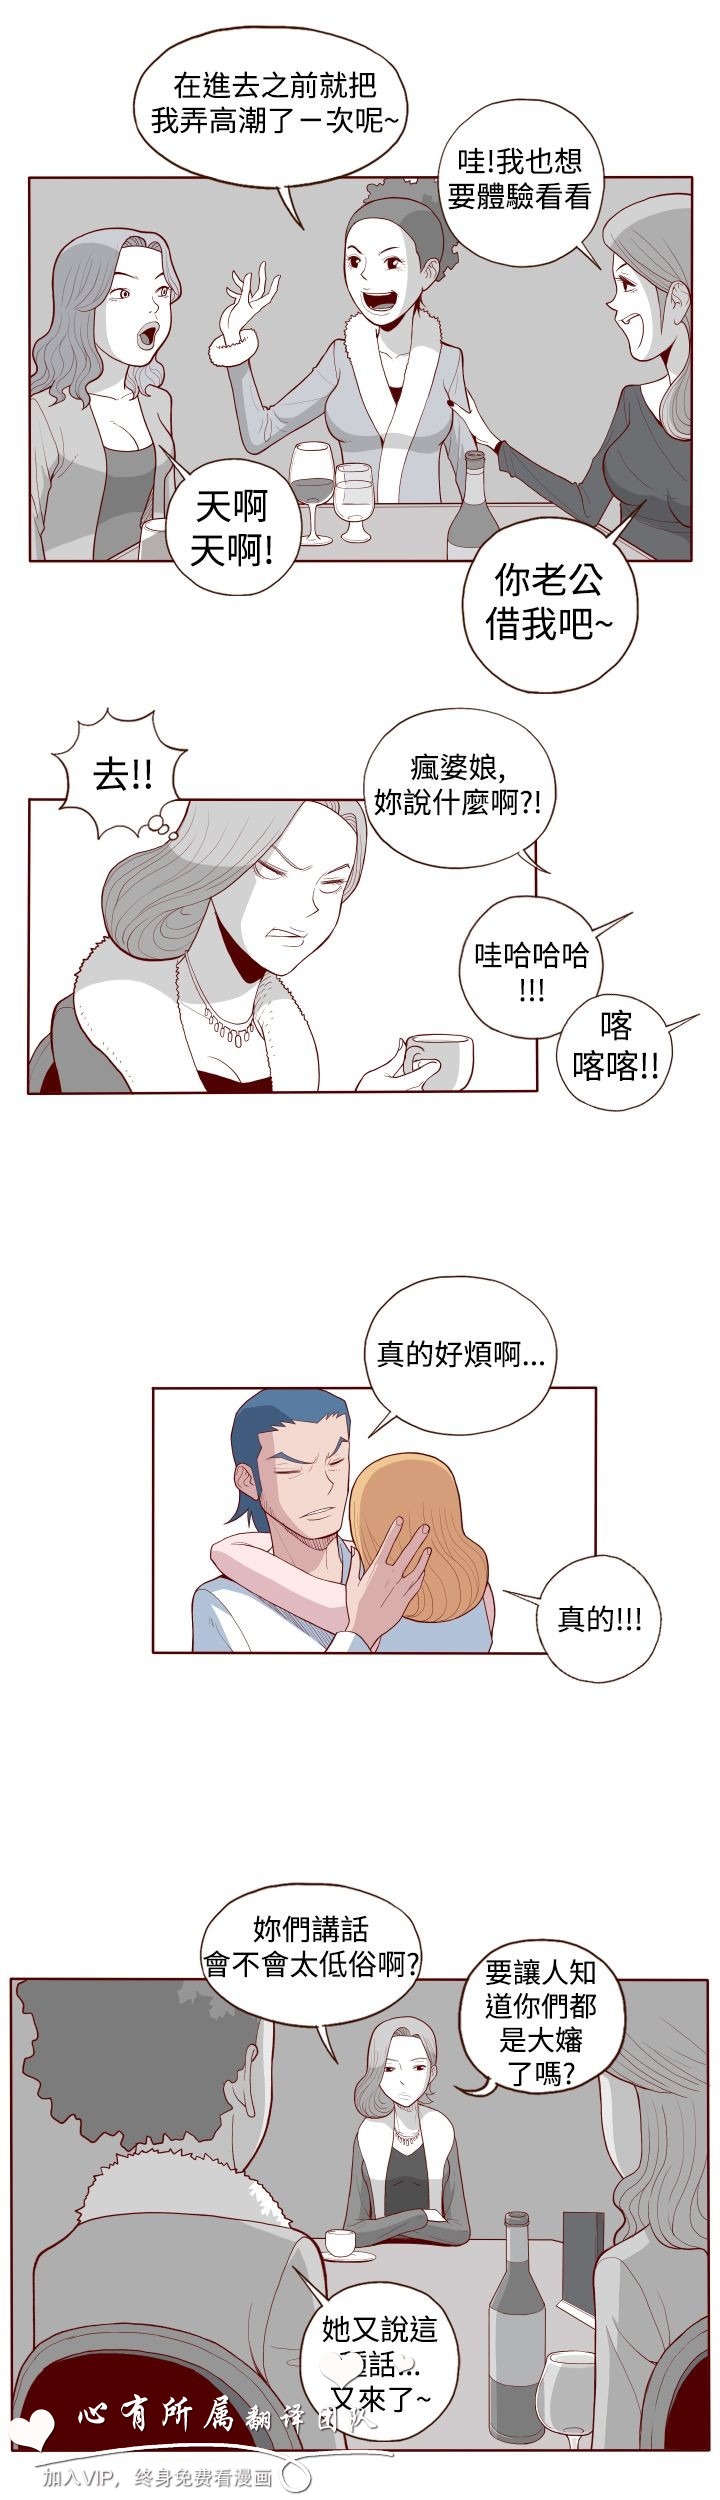 在進去之前就把
我弄高潮了一次呢~
哇!我也想
要體驗看看
天啊
天啊!
你老公
借我吧~
去!!
瘋婆娘,
妳說什麼啊?!
哇哈哈哈
!!!
喀
喀喀!!
真的好煩啊...
真的!!!
妳們講話
會不會太低俗啊?
要讓人知
道你們都
是大嬸
了嗎?
她又說這
話...
又來了~
心有所属翻译团队
加入VIP，终身免费看漫画